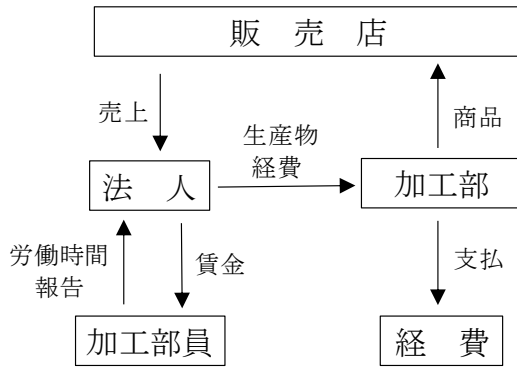 販　売　店
売上
商品
生産物
経費
法　人
加工部
労働時間
報告
賃金
支払
加工部員
経　費